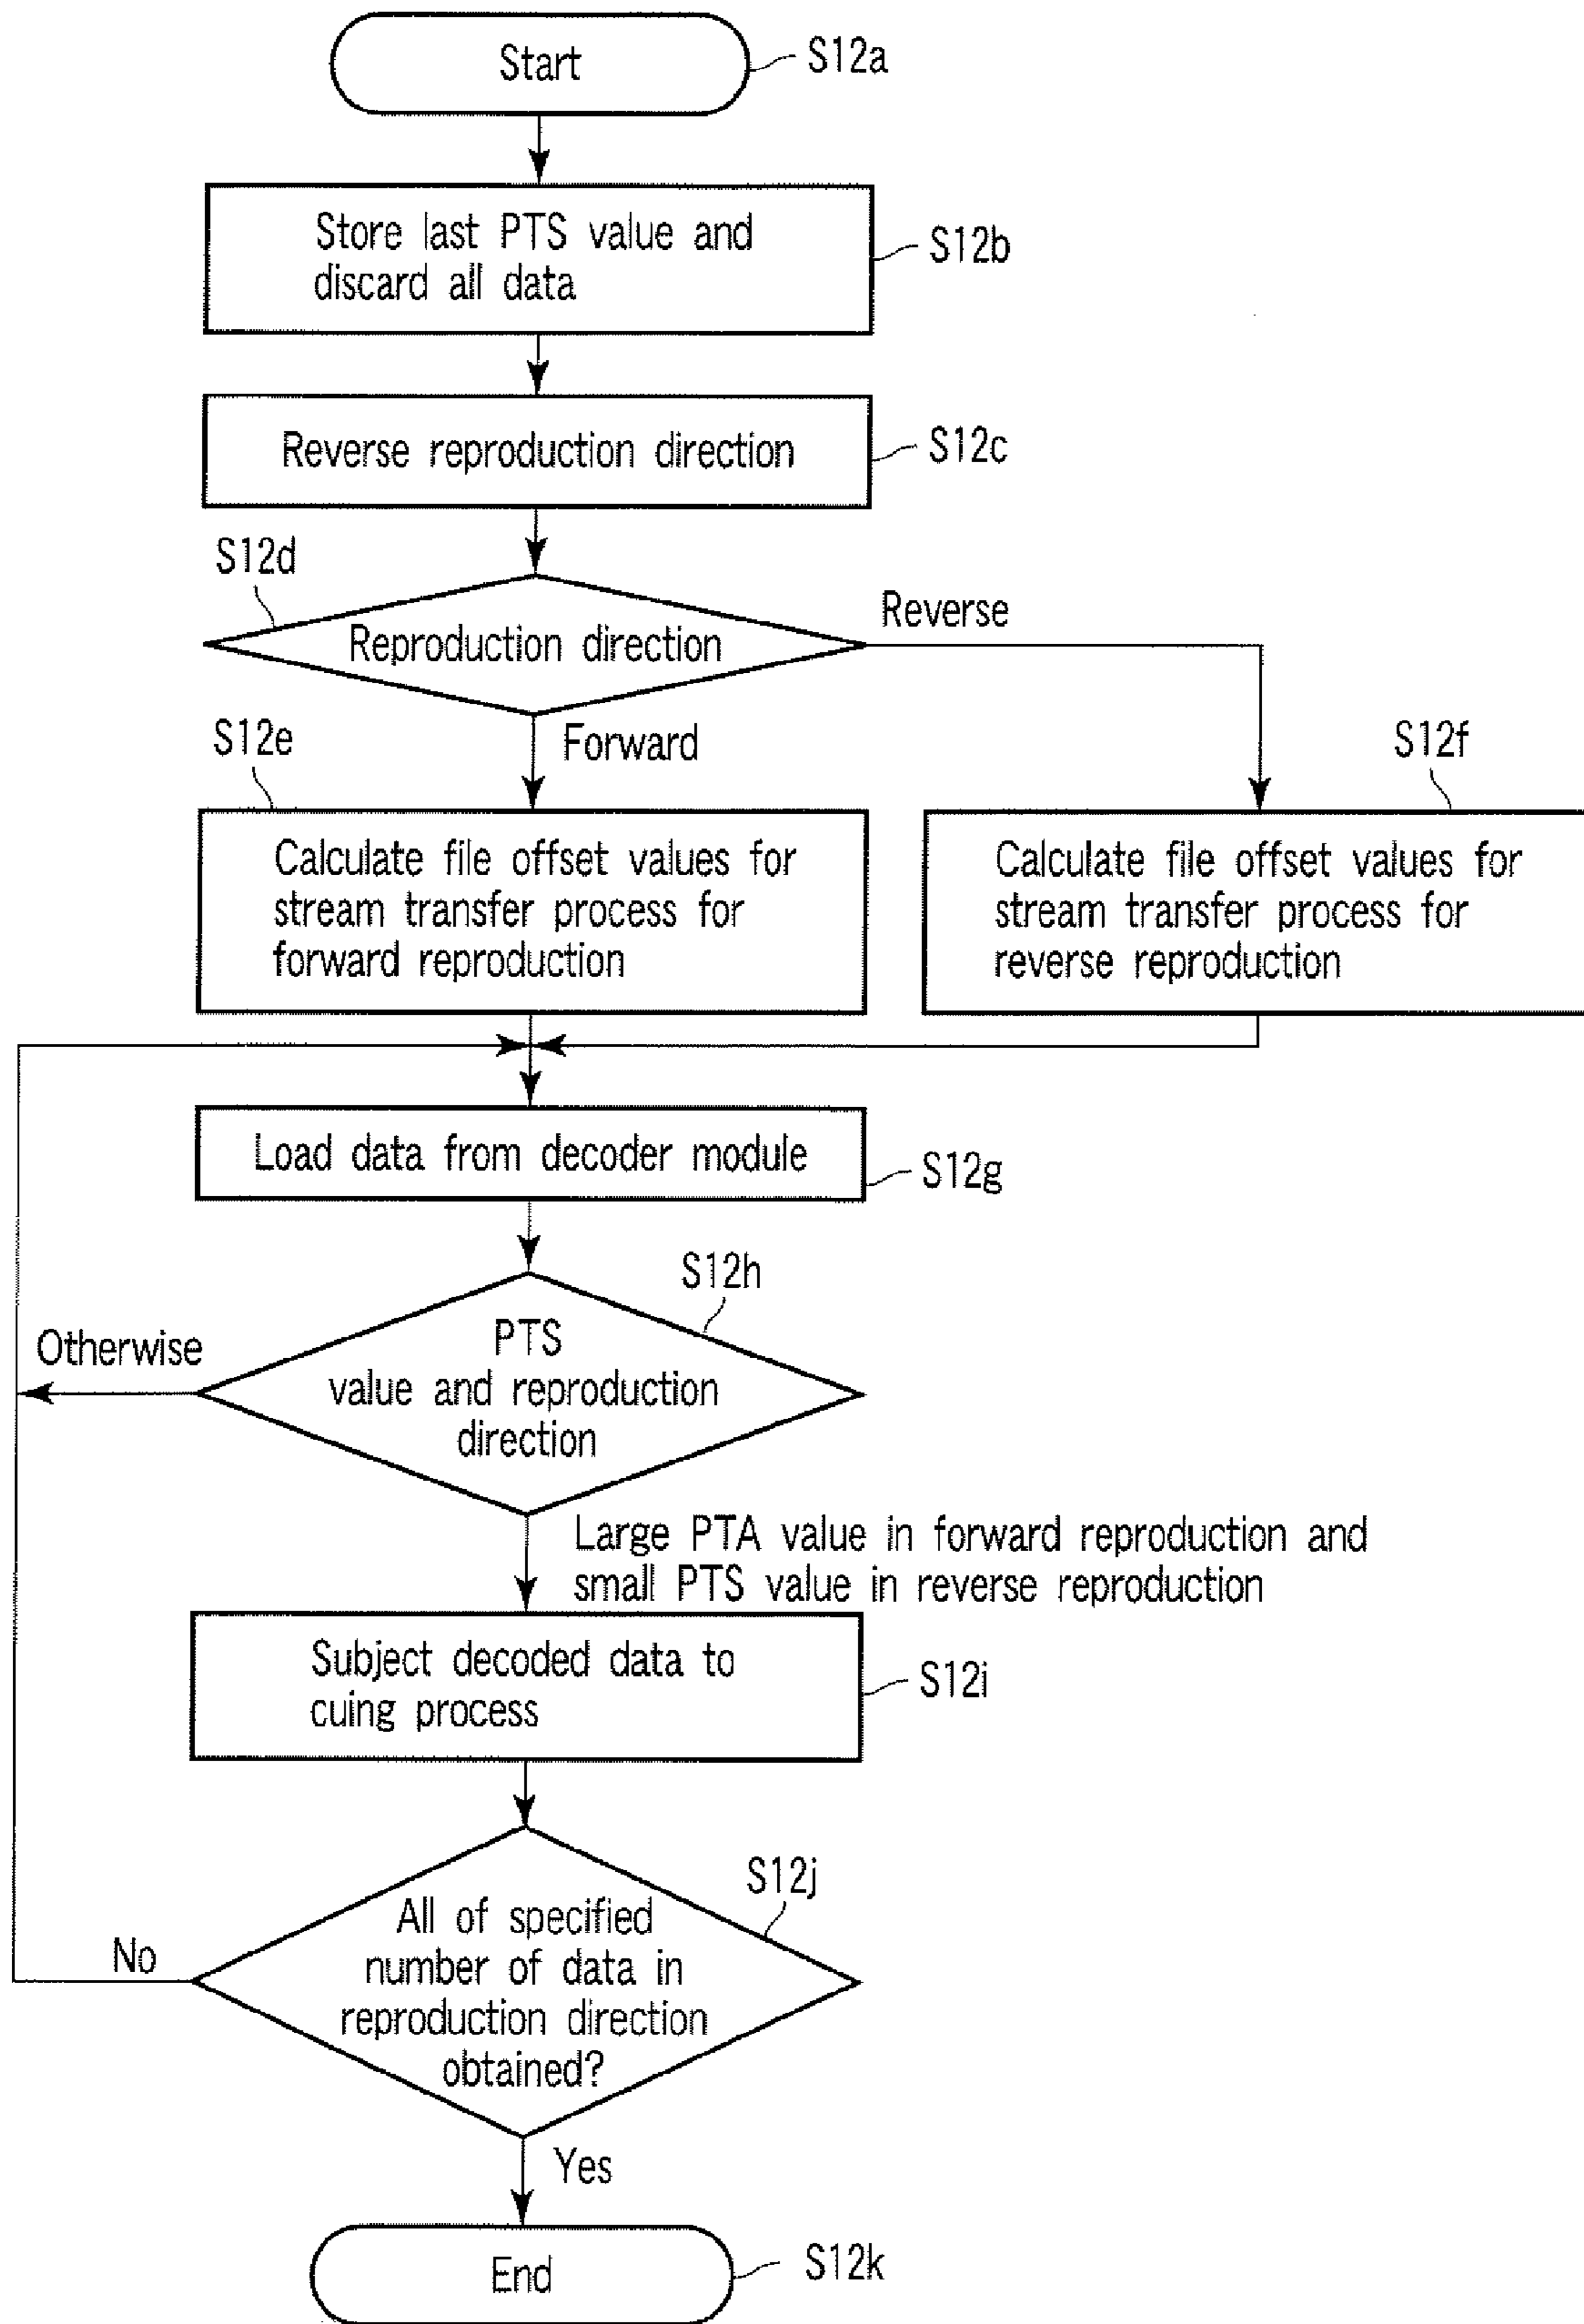 Start
S12a
Store last PTS value and
discard all data
S12b
Reverse reproduction direction
S12c
S12d
Reproduction direction
Reverse
Forward
S12e
S12f
Calculate file offset values for
stream transfer process for
forward reproduction
Calculate file offset values for
stream transfer process for
reverse reproduction
Load data from decoder module
S12g
S12h
Otherwise
PTS
value and reproduction
direction
Large PTA value in forward reproduction and
small PTS value in reverse reproduction
Subject decoded data to
cuing process
S12i
S12j
All of specified
number of data in
reproduction direction
obtained?
No
Yes
End
S12k